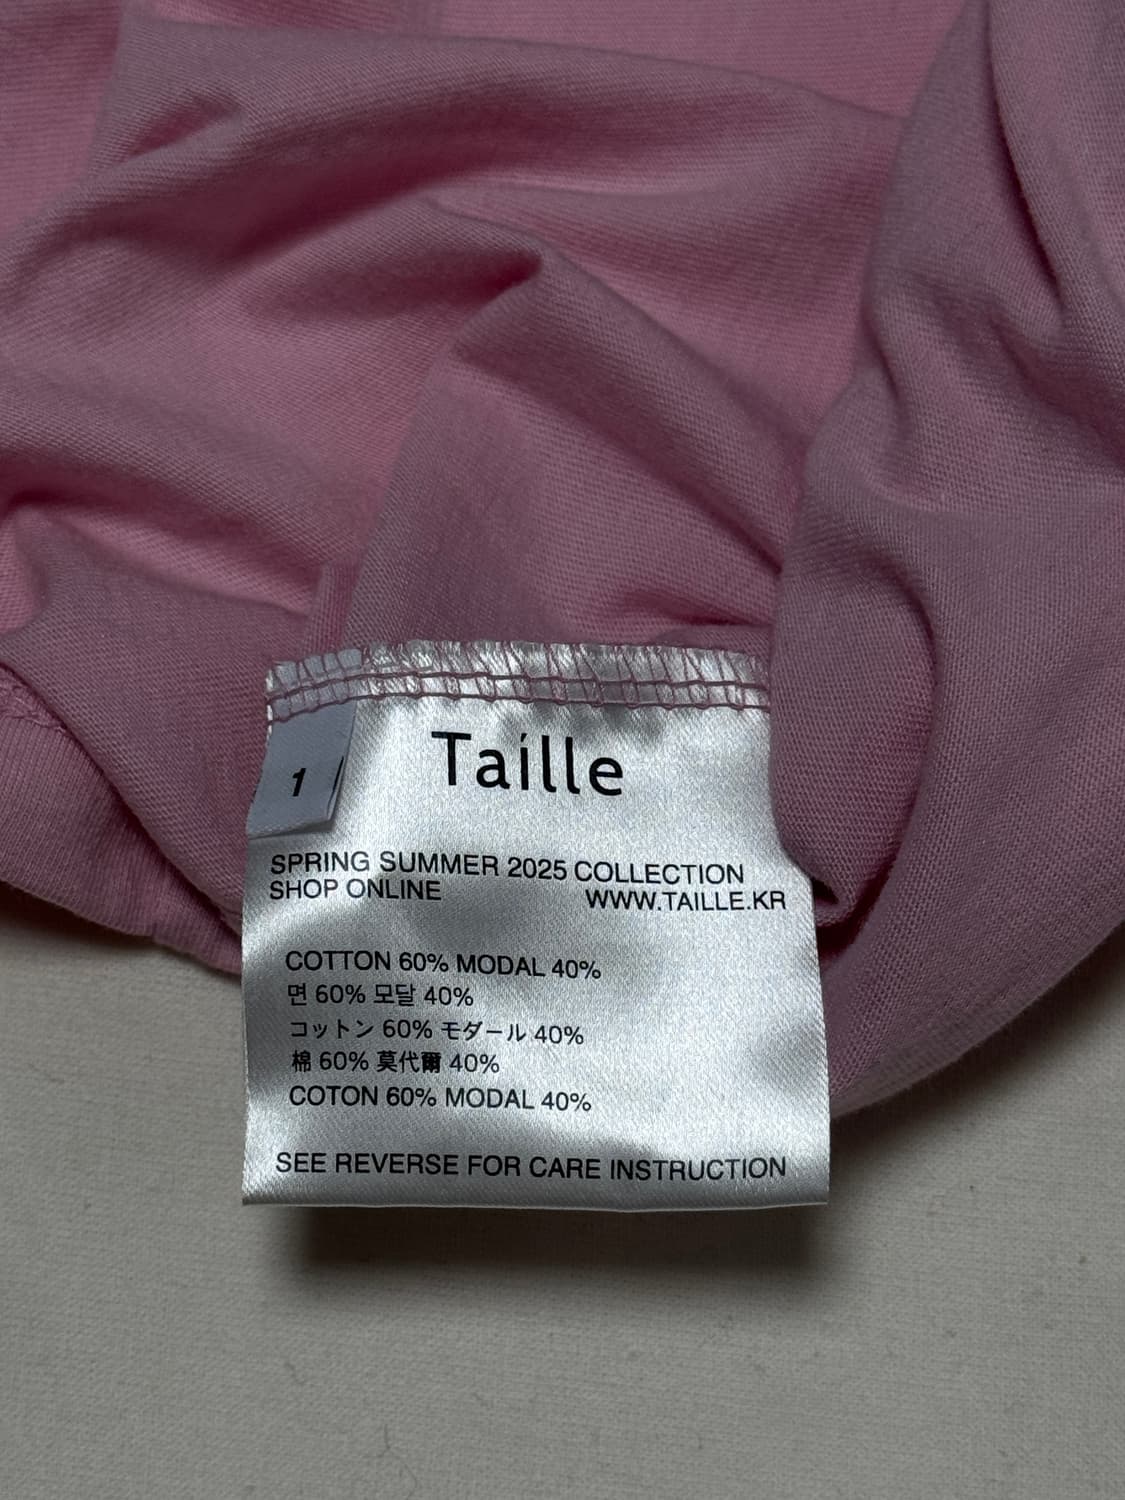 Taílle
1
SPRING SUMMER 2025 COLLECTION
SHOP ONLINE WWW.TAILLE.KR
COTTON 60% MODAL 40%
면 60% 모달 40%
コットン 60% モダール 40%
棉 60% 莫代爾 40%
COTON 60% MODAL 40%
SEE REVERSE FOR CARE INSTRUCTION